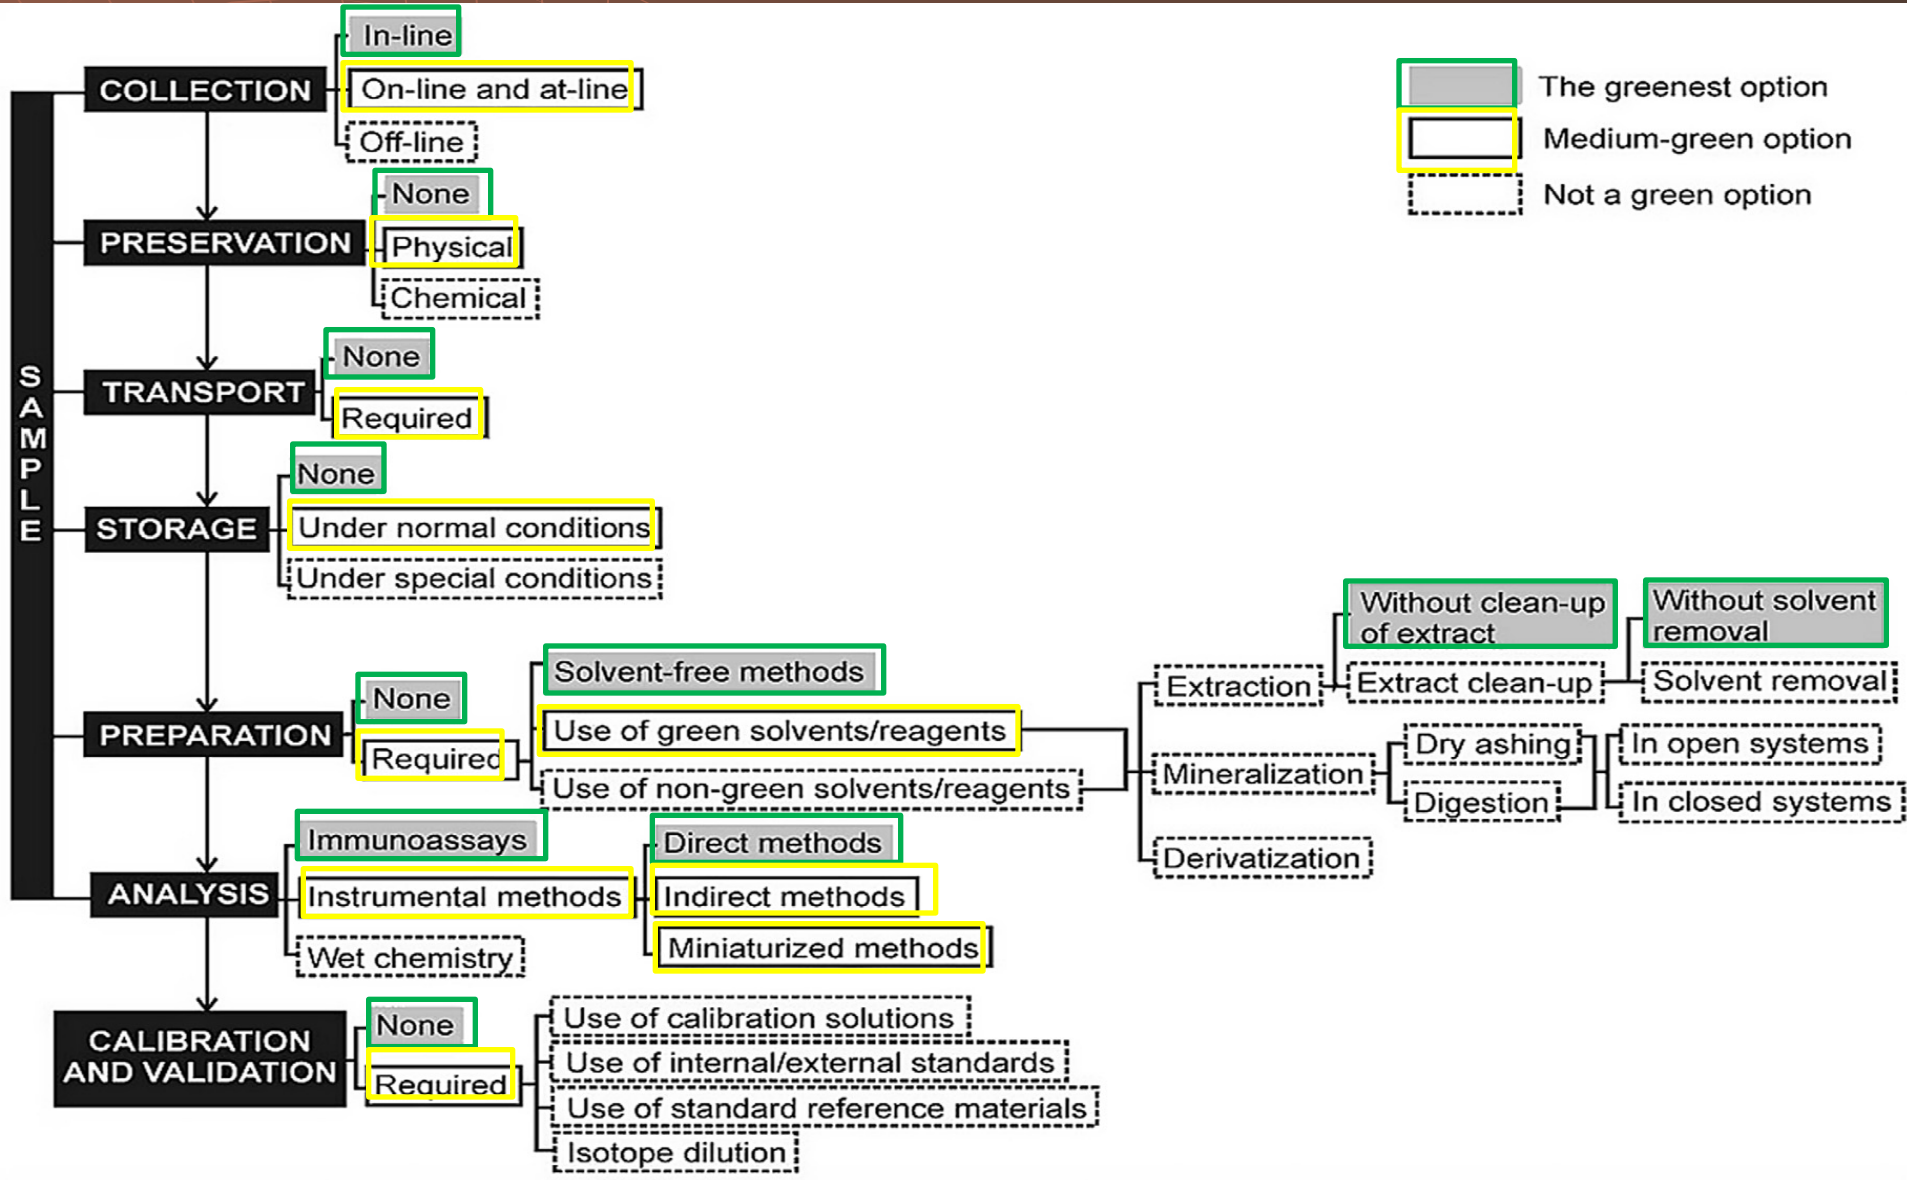 In-line
COLLECTION
On-line and at-line
Off-line
The greenest option
Medium-green option
Not a green option
None
PRESERVATION
Physical
Chemical
SAMPLE
None
TRANSPORT
Required
None
STORAGE
Under normal conditions
Under special conditions
None
PREPARATION
Required
Solvent-free methods
Use of green solvents/reagents
Use of non-green solvents/reagents
Extraction
Without clean-up
of extract
Extract clean-up
Without solvent
removal
Solvent removal
Mineralization
Dry ashing
Digestion
In open systems
In closed systems
Derivatization
Immunoassays
ANALYSIS
Instrumental methods
Wet chemistry
Direct methods
Indirect methods
Miniaturized methods
CALIBRATION
AND VALIDATION
None
Required
Use of calibration solutions
Use of internal/external standards
Use of standard reference materials
Isotope dilution